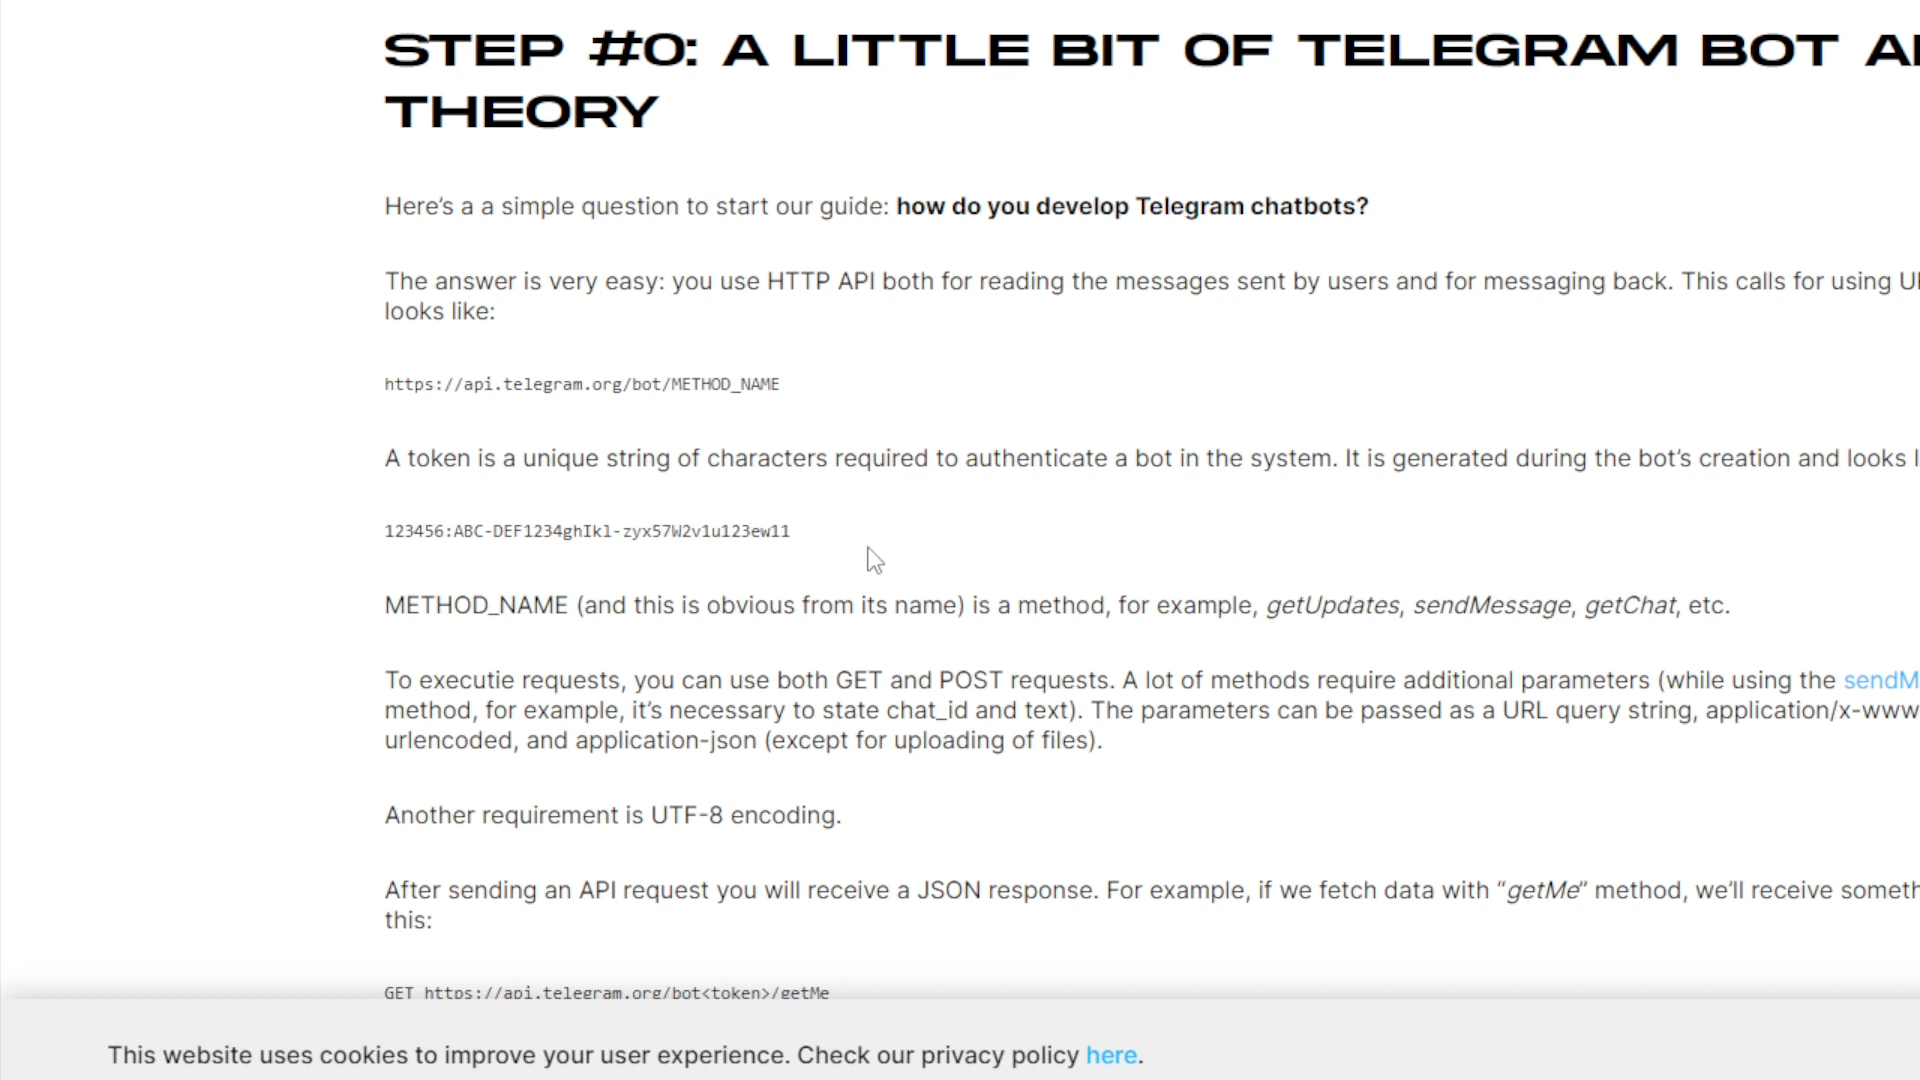 STEP #0: A LITTLE BIT OF TELEGRAM BOT
THEORY
Here’s a a simple question to start our guide: how do you develop Telegram chatbots?
The answer is very easy: you use HTTP API both for reading the messages sent by users and for messaging back. This calls for using
looks like:
https://api.telegram.org/bot/METHOD_NAME
A token is a unique string of characters required to authenticate a bot in the system. It is generated during the bot’s creation and looks
123456:ABC-DEF1234ghIkl-zyx57W2v1u123ew11
METHOD_NAME (and this is obvious from its name) is a method, for example, getUpdates, sendMessage, getChat, etc.
To executie requests, you can use both GET and POST requests. A lot of methods require additional parameters (while using the sendM
method, for example, it’s necessary to state chat_id and text). The parameters can be passed as a URL query string, application/x-www
urlencoded, and application-json (except for uploading of files).
Another requirement is UTF-8 encoding.
After sending an API request you will receive a JSON response. For example, if we fetch data with “getMe” method, we’ll receive someth
this:
GET https://api.telegram.org/bot<token>/getMe
This website uses cookies to improve your user experience. Check our privacy policy here.